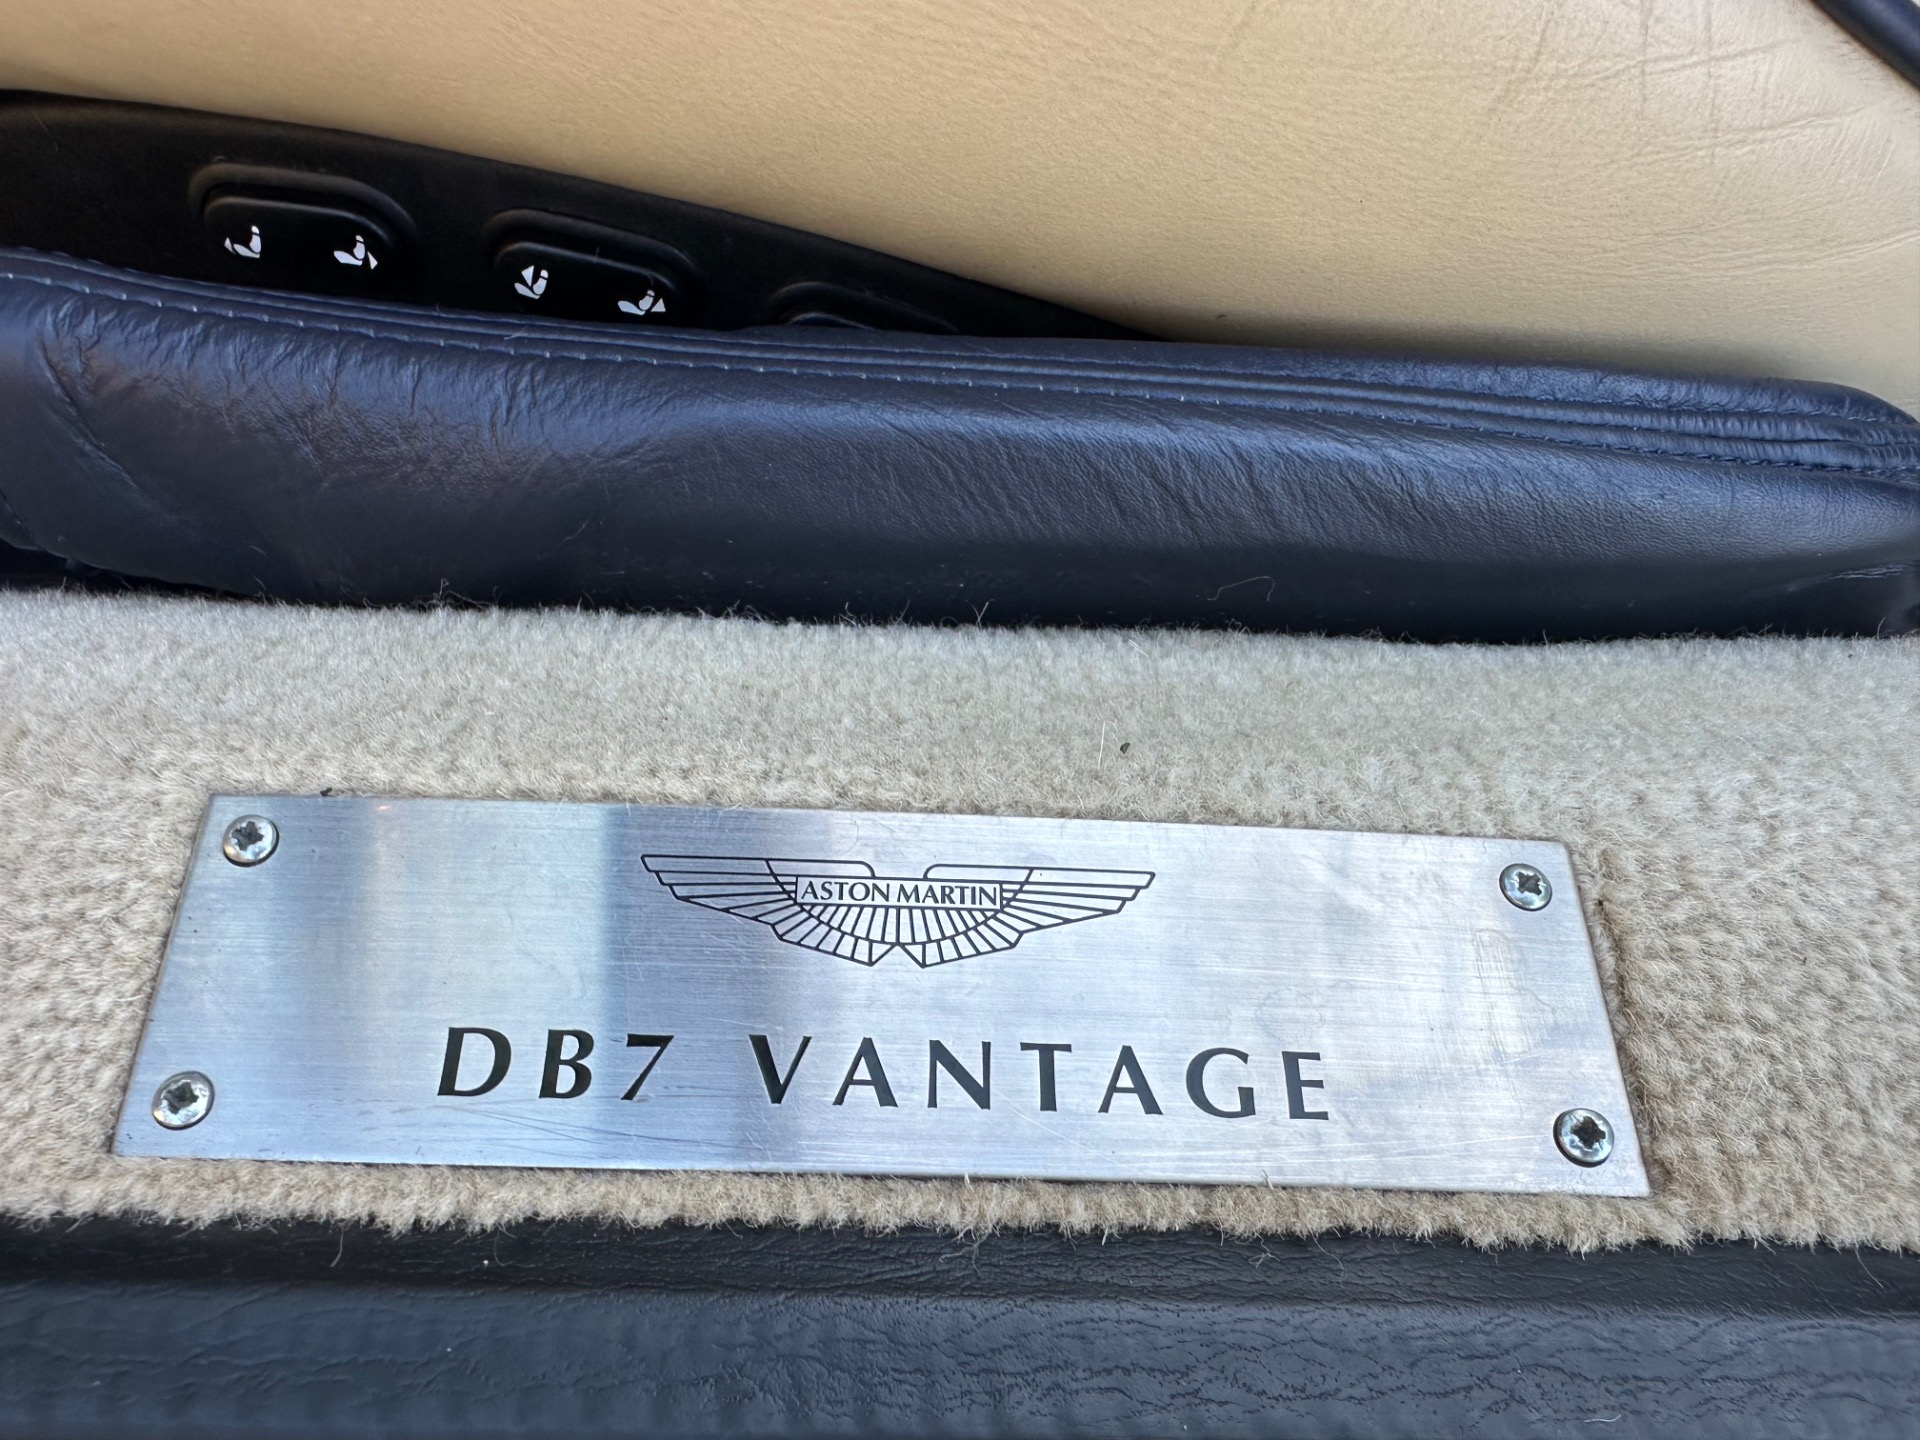 ASTON MARTIN
DB7 VANTAGE